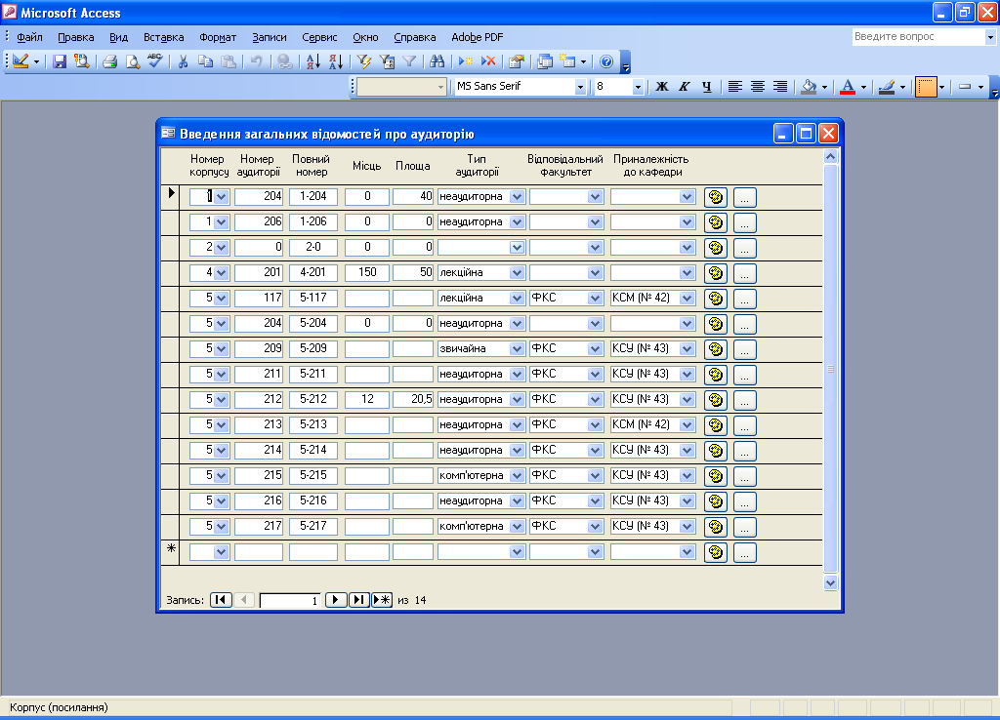 Microsoft Access
Файл Правка Вид Вставка Формат Записи Сервис Окно Справка Adobe PDF Введите вопрос
MS Sans Serif 8 Ж К Ч
Введення загальних відомостей про аудиторію
Номер корпусу Номер аудиторії Повний номер Місць Площа Тип аудиторії Відповідальний факультет Приналежність до кафедри
1 204 1-204 0 40 неаудиторна ...
1 206 1-206 0 0 неаудиторна ...
2 0 2-0 0 0 ...
4 201 4-201 150 50 лекційна ...
5 117 5-117 лекційна ФКС КСМ (№ 42) ...
5 204 5-204 0 0 неаудиторна ...
5 209 5-209 звичайна ФКС КСУ (№ 43) ...
5 211 5-211 неаудиторна ФКС КСУ (№ 43) ...
5 212 5-212 12 20,5 неаудиторна ФКС КСУ (№ 43) ...
5 213 5-213 неаудиторна ФКС КСМ (№ 42) ...
5 214 5-214 неаудиторна ФКС КСУ (№ 43) ...
5 215 5-215 комп'ютерна ФКС КСУ (№ 43) ...
5 216 5-216 неаудиторна ФКС КСУ (№ 43) ...
5 217 5-217 комп'ютерна ФКС КСУ (№ 43) ...
...
Запись: 1 из 14
Корпус (посилання)